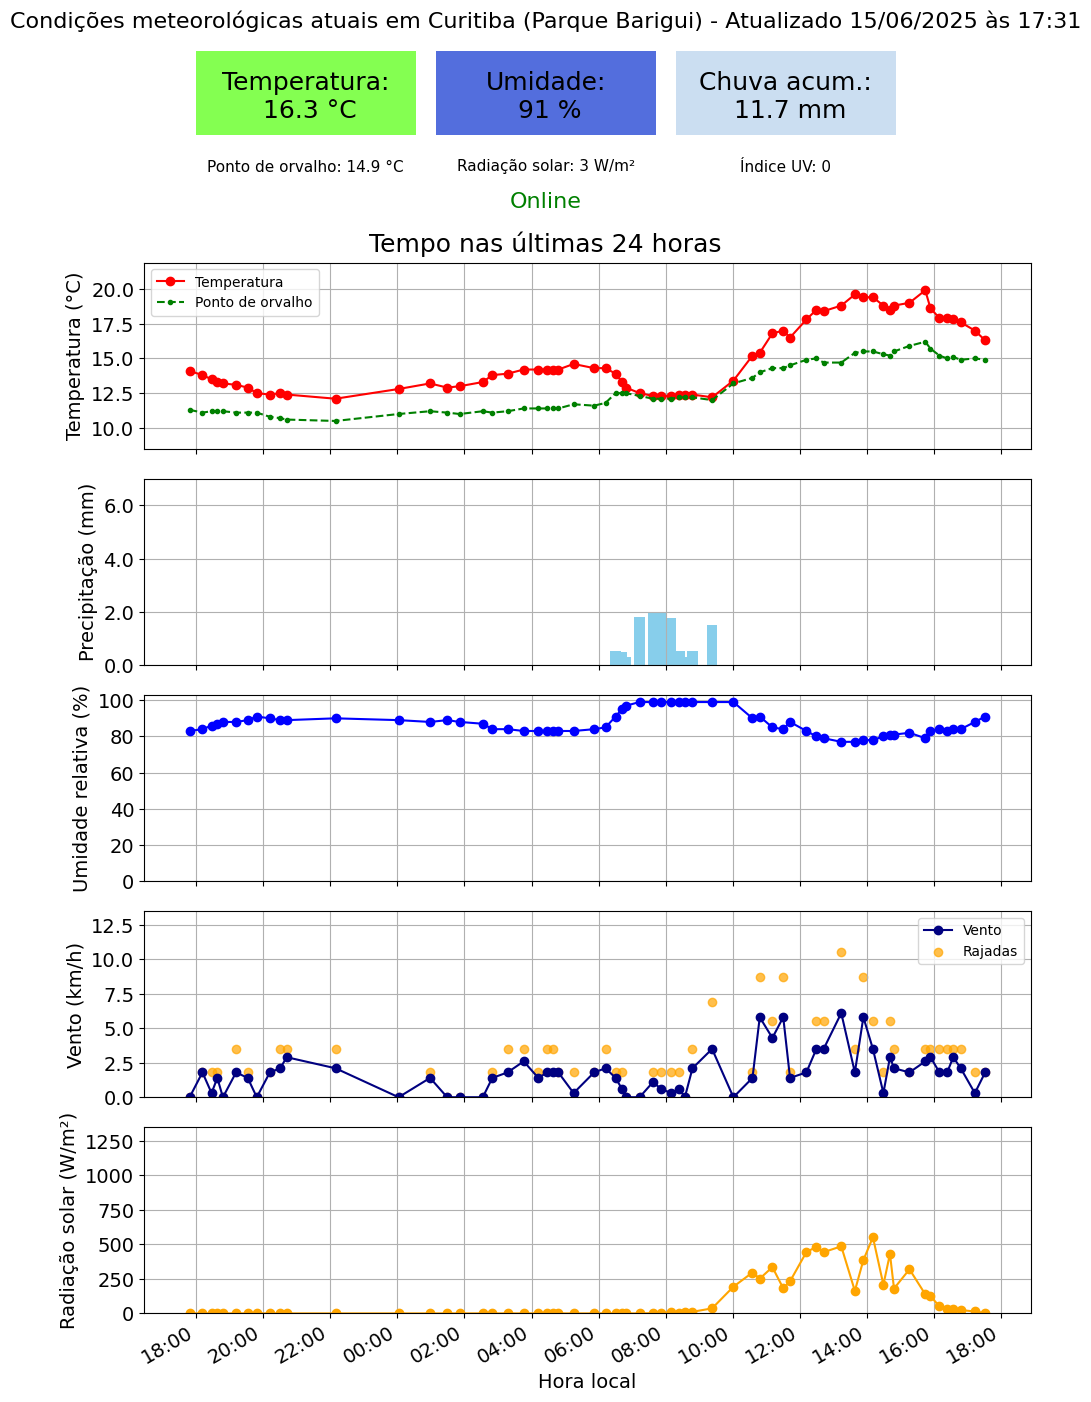 Condições meteorológicas atuais em Curitiba (Parque Barigui) - Atualizado 15/06/2025 às 17:31
Temperatura:
16.3 °C
Umidade:
91 %
Chuva acum.:
11.7 mm
Ponto de orvalho: 14.9 °C
Radiação solar: 3 W/m²
Índice UV: 0
Online
Tempo nas últimas 24 horas
Temperatura (°C)
20.0
17.5
15.0
12.5
10.0
Temperatura
Ponto de orvalho
Precipitação (mm)
6.0
4.0
2.0
0.0
Umidade relativa (%)
100
80
60
40
20
0
Vento (km/h)
12.5
10.0
7.5
5.0
2.5
0.0
Vento
Rajadas
Radiação solar (W/m²)
1250
1000
750
500
250
0
18:00
20:00
22:00
00:00
02:00
04:00
06:00
08:00
10:00
12:00
14:00
16:00
18:00
Hora local